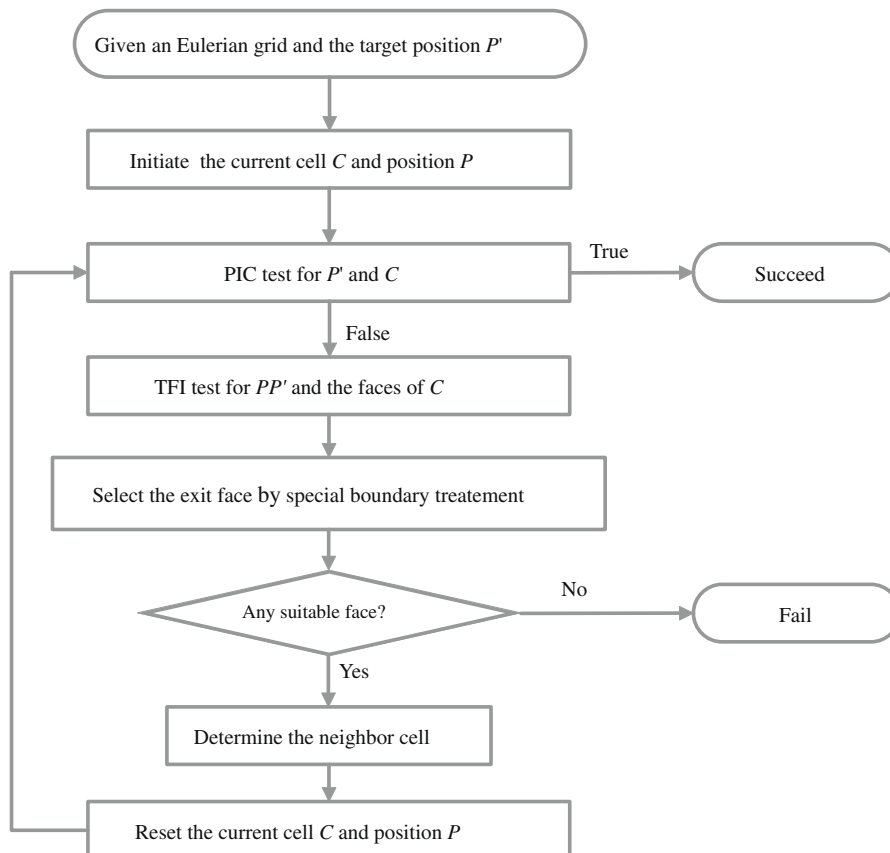 Given an Eulerian grid and the target position P'
Initiate the current cell C and position P
PIC test for P' and C
True
Succeed
False
TFI test for PP' and the faces of C
Select the exit face by special boundary treatement
Any suitable face?
No
Fail
Yes
Determine the neighbor cell
Reset the current cell C and position P